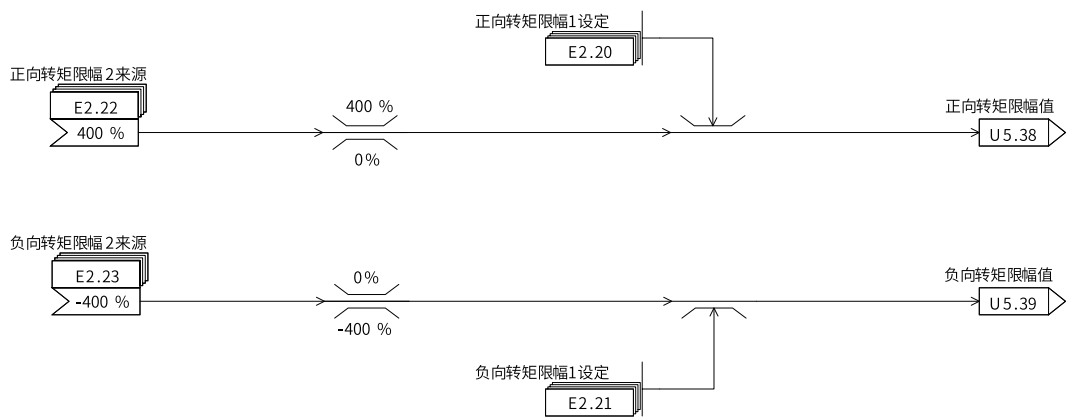 正向转矩限幅1设定
E2.20
正向转矩限幅2来源
E2.22
400 %
400 %
0%
正向转矩限幅值
U5.38
负向转矩限幅2来源
E2.23
-400 %
0%
-400 %
负向转矩限幅值
U5.39
负向转矩限幅1设定
E2.21